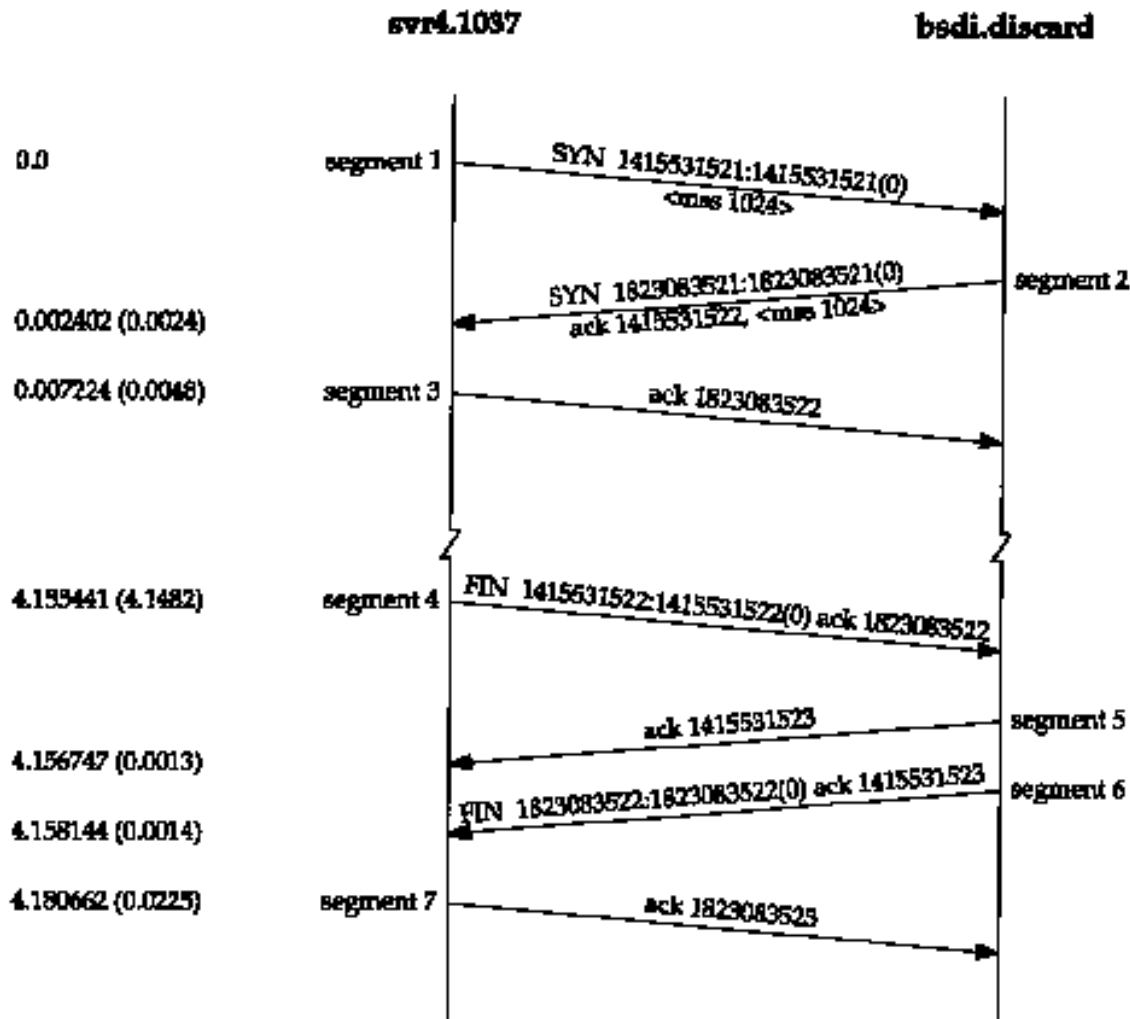 svr4.1037
bsdi.discard
0.0
segment 1
SYN 1415531521:1415531521(0)
<mss 1024>
SYN 1823083521:1823083521(0)
segment 2
0.002402 (0.0024)
ack 1415531522, <mss 1024>
0.007224 (0.0048)
segment 3
ack 1823083522
4.155441 (4.1482)
segment 4
FIN 1415531522:1415531522(0) ack 1823083522
ack 1415531523
segment 5
4.156747 (0.0013)
FIN 1823083522:1823083522(0) ack 1415531523
segment 6
4.158144 (0.0014)
4.180662 (0.0225)
segment 7
ack 1823083523